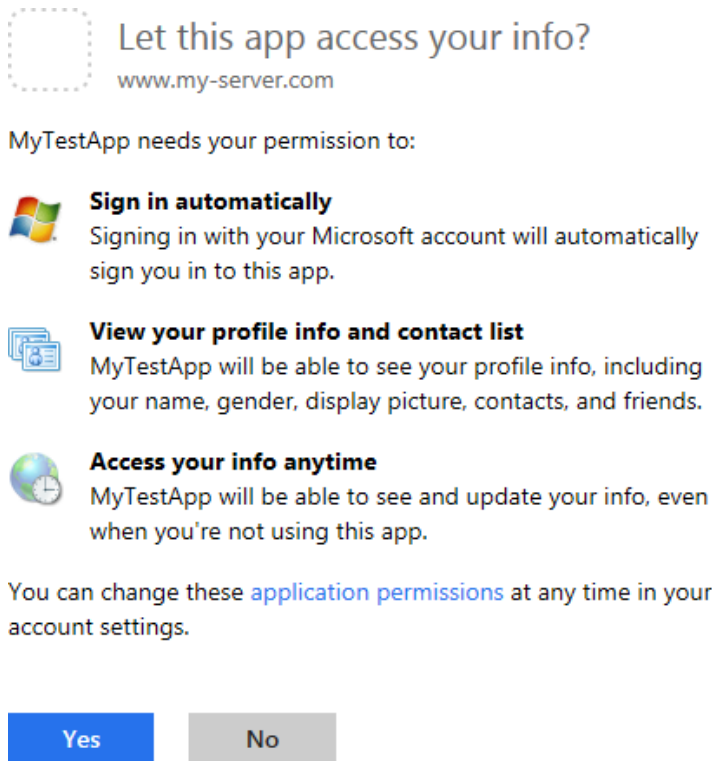 Let this app access your info?
www.my-server.com
MyTestApp needs your permission to:
Sign in automatically
Signing in with your Microsoft account will automatically
sign you in to this app.
View your profile info and contact list
MyTestApp will be able to see your profile info, including
your name, gender, display picture, contacts, and friends.
Access your info anytime
MyTestApp will be able to see and update your info, even
when you're not using this app.
You can change these application permissions at any time in your
account settings.
Yes
No